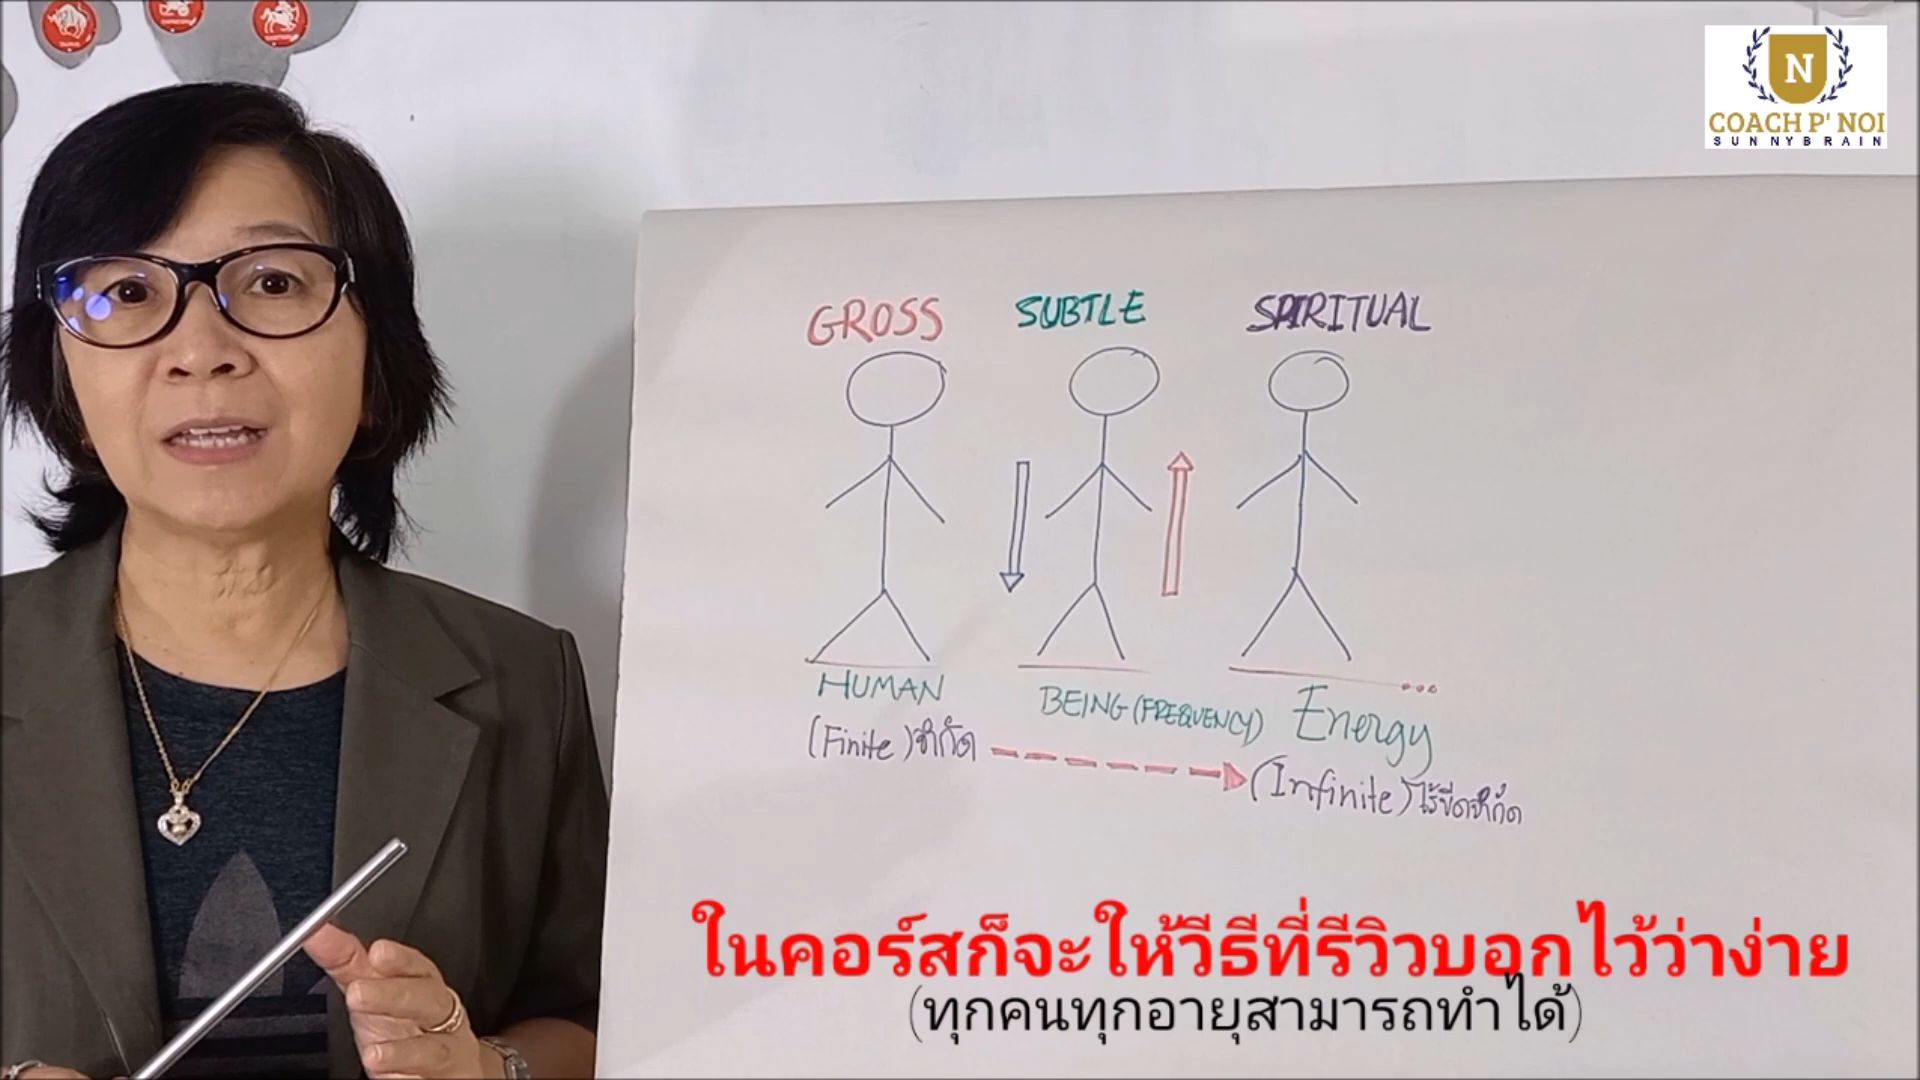 N
COACH P' NOI
SUNNYBRAIN
GROSS SUBTLE SPIRITUAL
HUMAN BEING (FREQUENCY) Energy
(Finite) จำกัด (Infinite) ไร้ขีดจำกัด
ในคอร์สก็จะให้วีธีที่รีวิวบอกไว้ว่าง่าย
(ทุกคนทุกอายุสามารถทำได้)